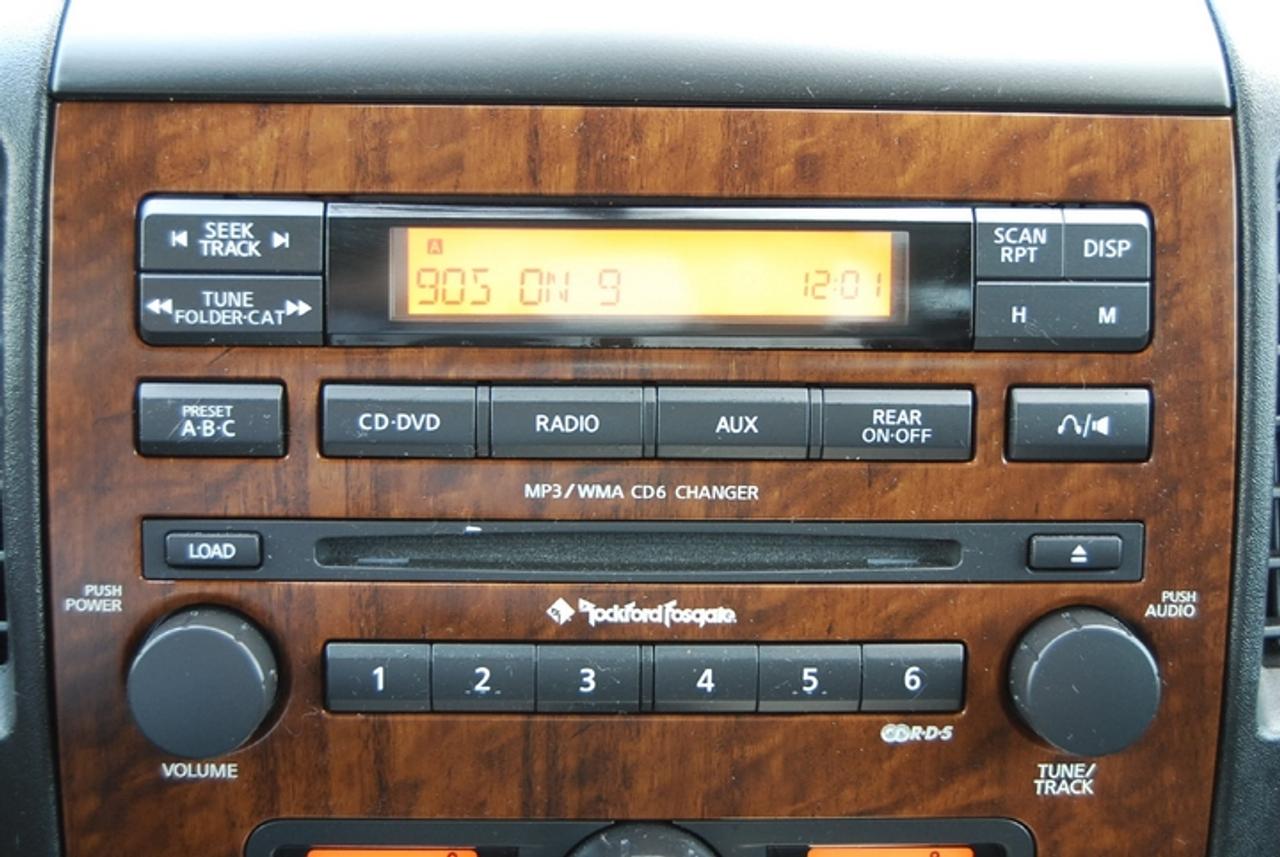 SEEK
TRACK
SCAN
RPT
DISP
A
905 ON 9
12:01
TUNE
FOLDER·CAT
H
M
PRESET
A·B·C
CD·DVD
RADIO
AUX
REAR
ON·OFF
MP3/WMA CD6 CHANGER
LOAD
PUSH
POWER
Rockford Fosgate
PUSH
AUDIO
1
2
3
4
5
6
R·D·S
VOLUME
TUNE/
TRACK